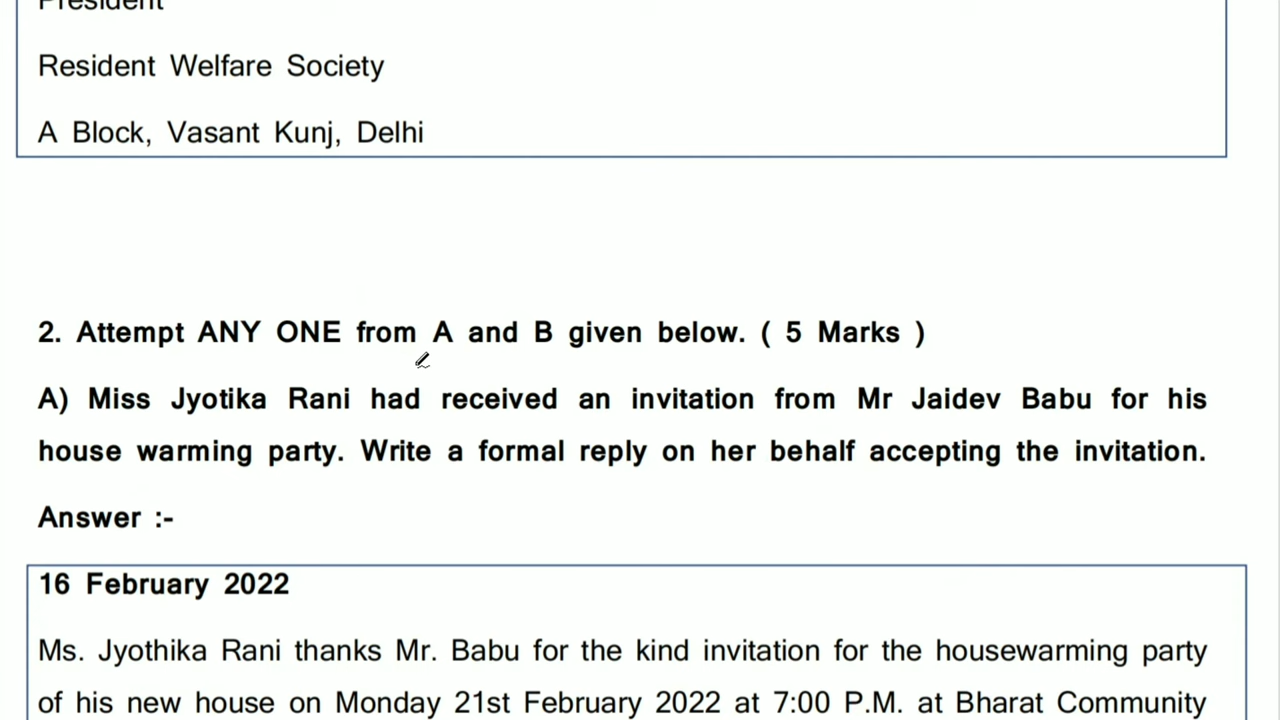 President
Resident Welfare Society
A Block, Vasant Kunj, Delhi
2. Attempt ANY ONE from A and B given below. ( 5 Marks )
A) Miss Jyotika Rani had received an invitation from Mr Jaidev Babu for his
house warming party. Write a formal reply on her behalf accepting the invitation.
Answer :-
16 February 2022
Ms. Jyothika Rani thanks Mr. Babu for the kind invitation for the housewarming party
of his new house on Monday 21st February 2022 at 7:00 P.M. at Bharat Community